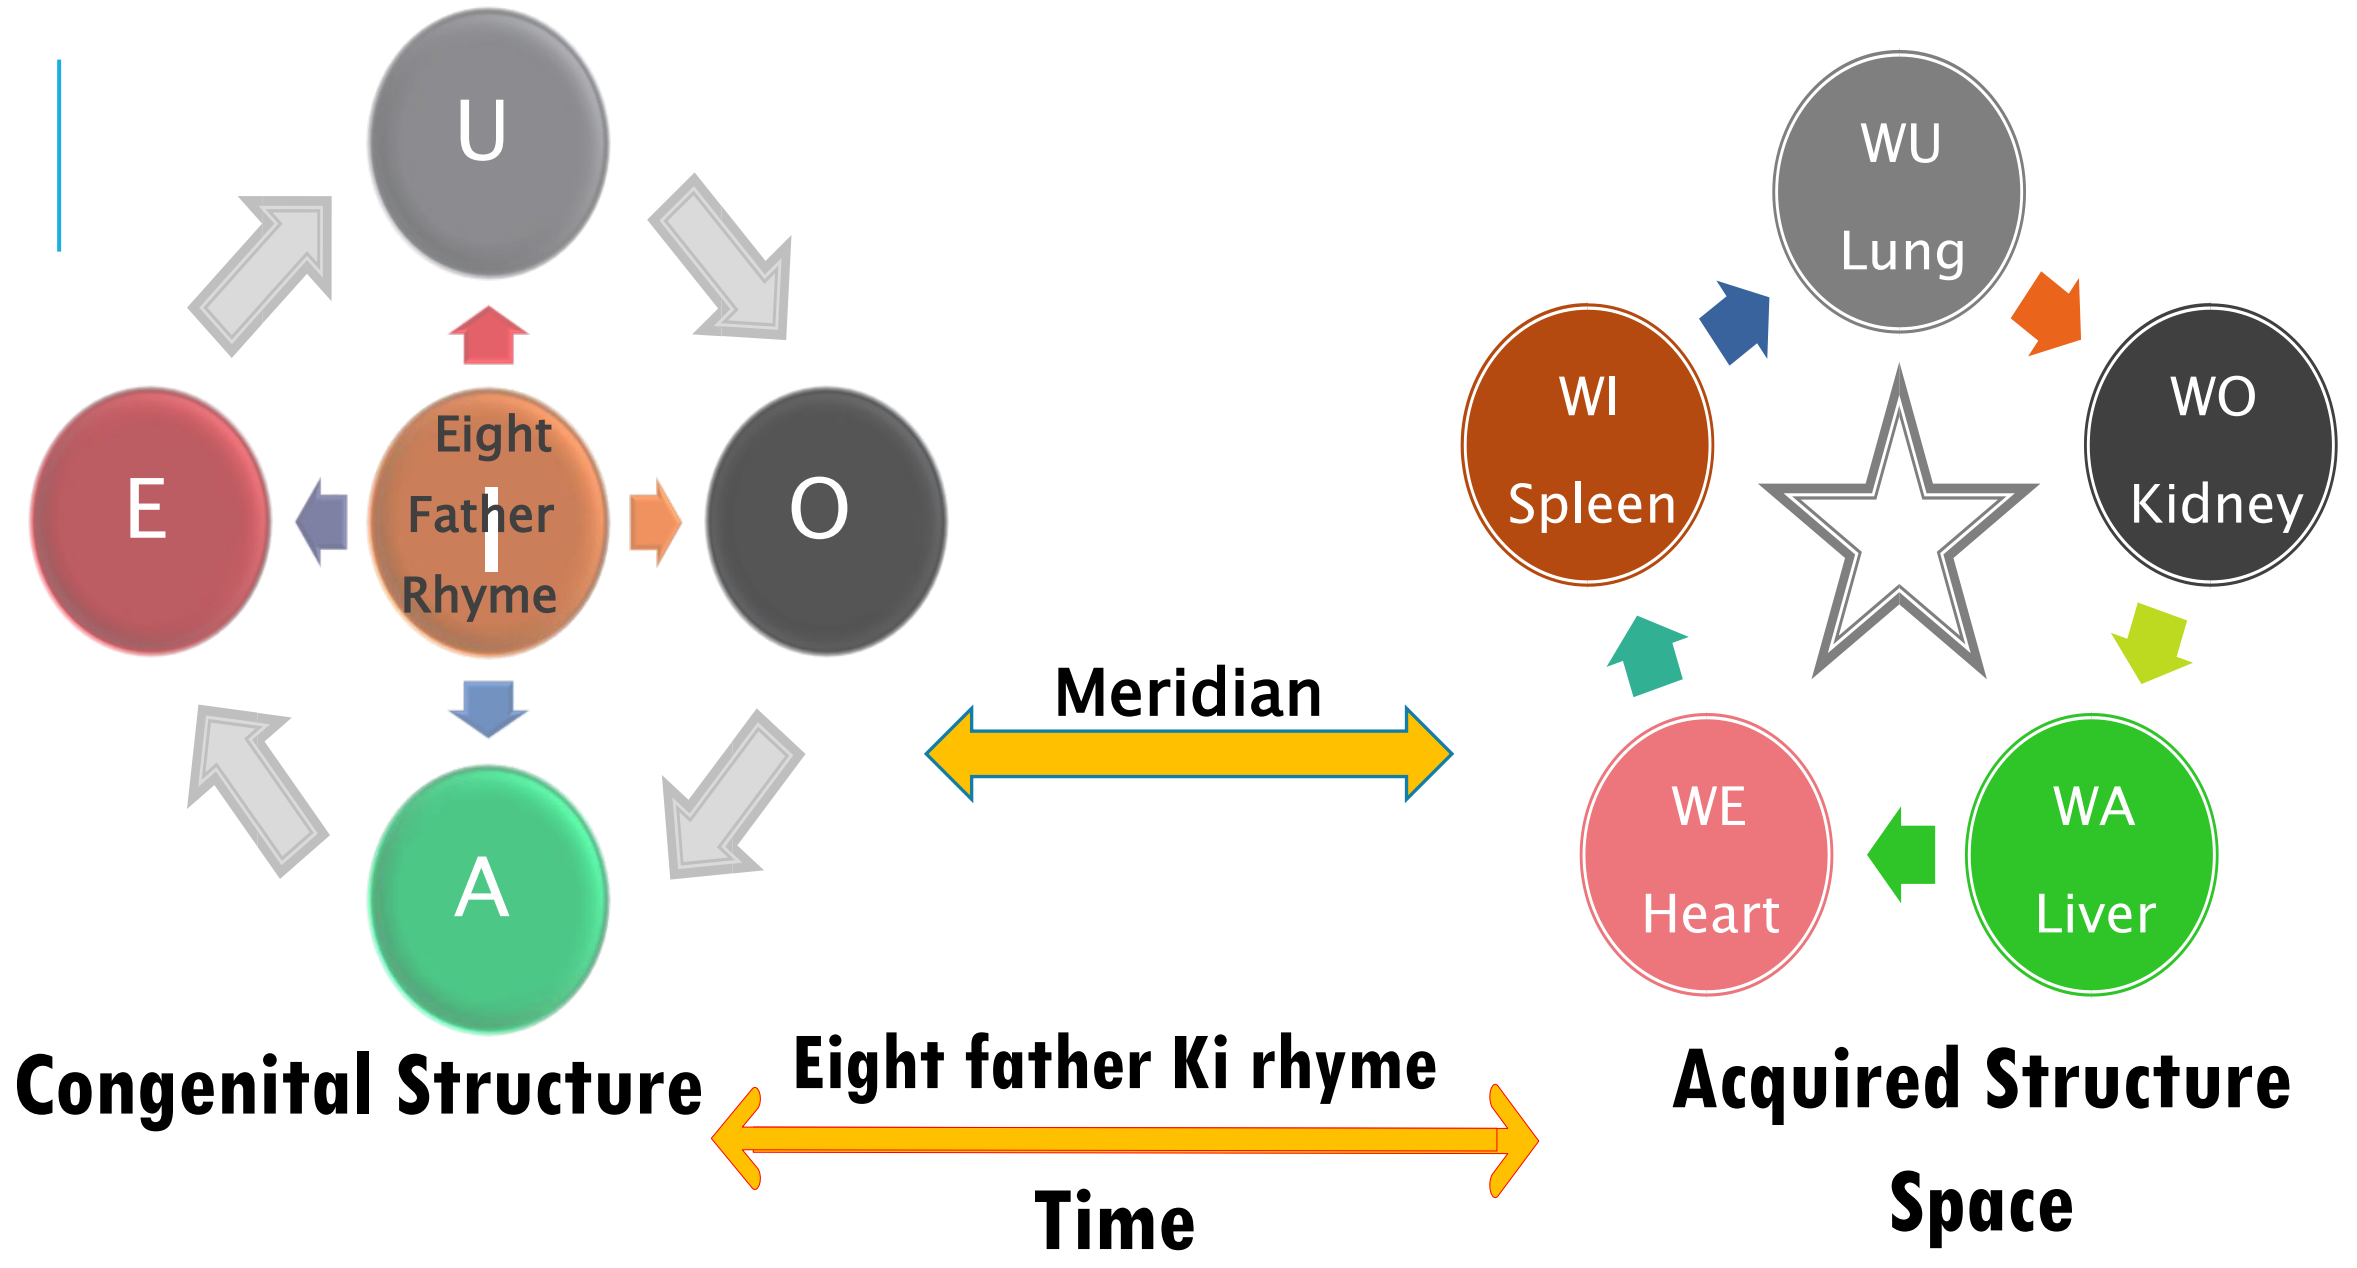 U
E
Eight
Father
I
Rhyme
O
A
Congenital Structure
Meridian
Eight father Ki rhyme
Time
WU
Lung
WI
Spleen
WO
Kidney
WE
Heart
WA
Liver
Acquired Structure
Space